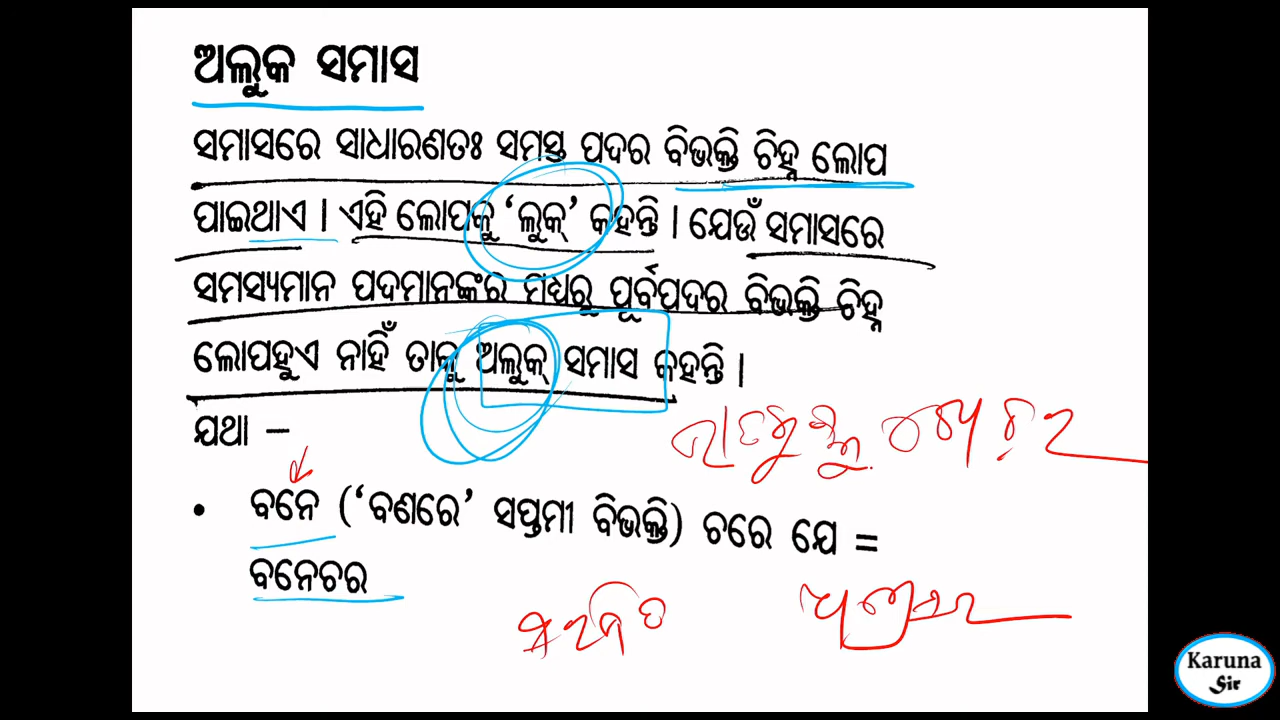 ଅଲୁକ ସମାସ
ସମାସରେ ସାଧାରଣତଃ ସମସ୍ତ ପଦର ବିଭକ୍ତି ଚିହ୍ନ ଲୋପ
ପାଇଥାଏ । ଏହି ଲୋପକୁ ‘ଲୁକ୍’ କହନ୍ତି । ଯେଉଁ ସମାସରେ
ସମସ୍ୟମାନ ପଦମାନଙ୍କର ମଧ୍ୟରୁ ପୂର୍ବପଦର ବିଭକ୍ତି ଚିହ୍ନ
ଲୋପହୁଏ ନାହିଁ ତାକୁ ଅଲୁକ୍ ସମାସ କହନ୍ତି ।
ଯଥା –
• ବନେ (‘ବଣରେ’ ସପ୍ତମୀ ବିଭକ୍ତି) ଚରେ ଯେ =
ବନେଚର
Karuna
Sir